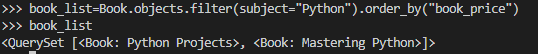 >>> book_list=Book.objects.filter(subject="Python").order_by("book_price")
>>> book_list
<QuerySet [<Book: Python Projects>, <Book: Mastering Python>]>